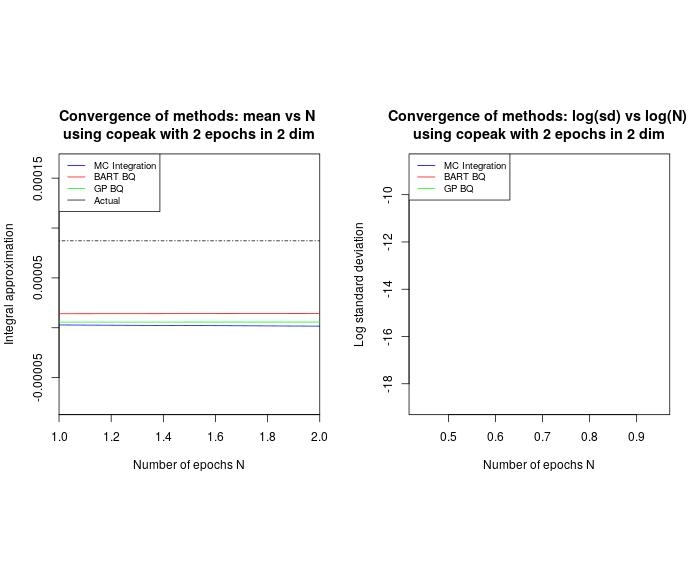 Convergence of methods: mean vs N
using copeak with 2 epochs in 2 dim
MC Integration
BART BQ
GP BQ
Actual
0.00015
0.00005
-0.00005
Integral approximation
1.0 1.2 1.4 1.6 1.8 2.0
Number of epochs N
Convergence of methods: log(sd) vs log(N)
using copeak with 2 epochs in 2 dim
MC Integration
BART BQ
GP BQ
-10
-12
-14
-16
-18
Log standard deviation
0.5 0.6 0.7 0.8 0.9
Number of epochs N